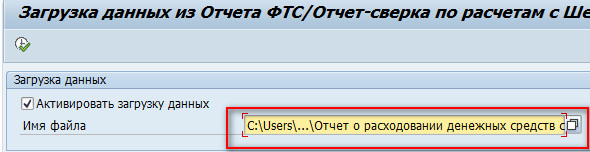 Загрузка данных из Отчета ФТС/Отчет-сверка по расчетам с Ше
Загрузка данных
Активировать загрузку данных
Имя файла C:\Users\...\Отчет о расходовании денежных средств с